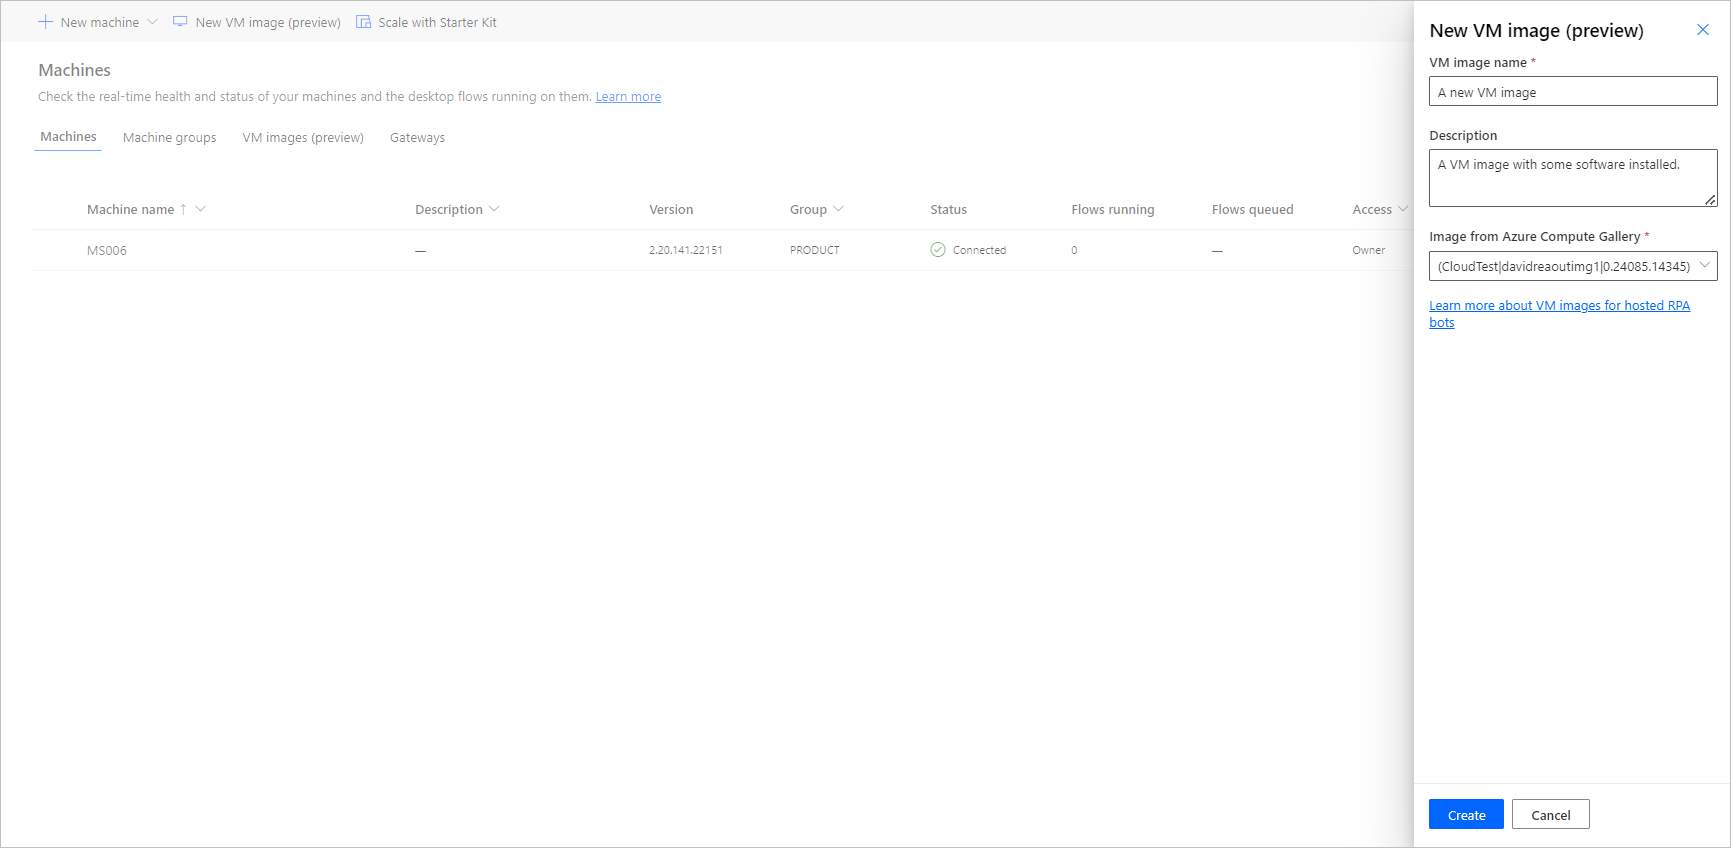 New machine
New VM image (preview)
Scale with Starter Kit
Machines
Check the real-time health and status of your machines and the desktop flows running on them. Learn more
Machines
Machine groups
VM images (preview)
Gateways
Machine name ↑
Description
Version
Group
Status
Flows running
Flows queued
Access
MS006
—
2.20.141.22151
PRODUCT
Connected
0
—
Owner
New VM image (preview)
VM image name *
A new VM image
Description
A VM image with some software installed.
Image from Azure Compute Gallery *
(CloudTest|davidreaoutimg1|0.24085.14345)
Learn more about VM images for hosted RPA
bots
Create
Cancel